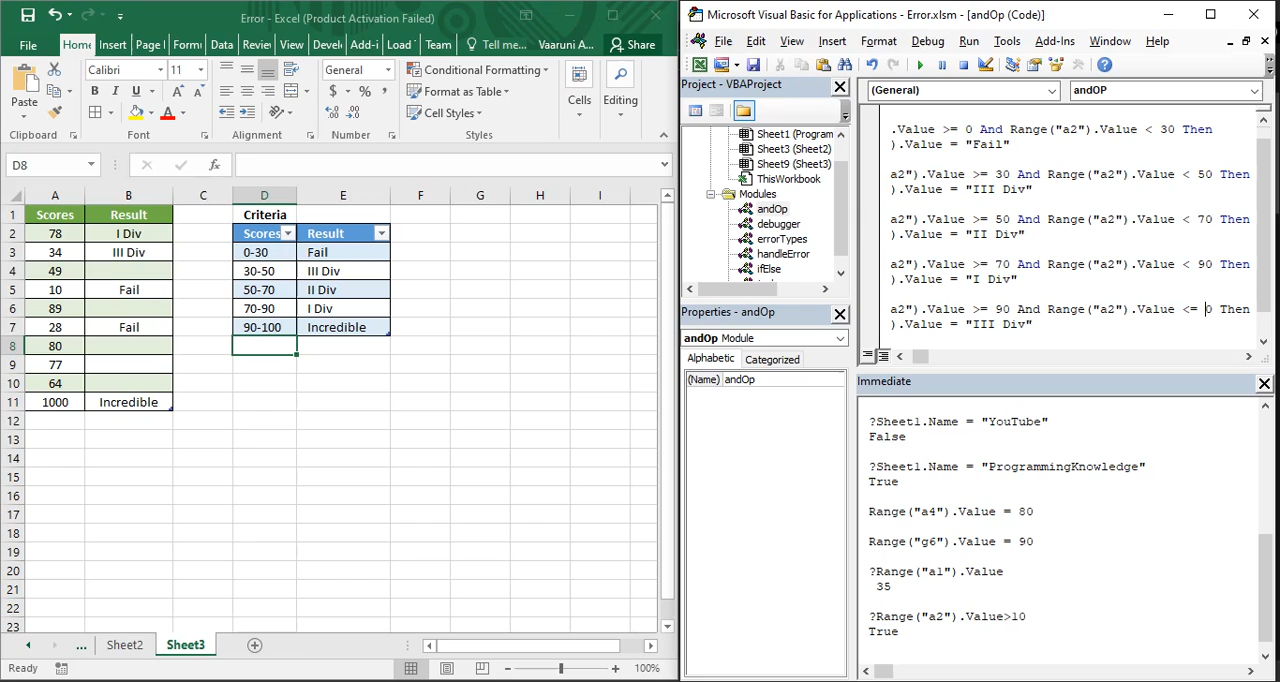 Error - Excel (Product Activation Failed)
File Home Insert Page l Formu Data Revie View Develo Add-i Load T Team Tell me... Vaaruni A... Share
Calibri 11 General Conditional Formatting
Paste B I U A A $ % , Format as Table Cells Editing
Cell Styles
Clipboard Font Alignment Number Styles
D8 fx
A B C D E F G H I
1 Scores Result Criteria
2 78 I Div Scores Result
3 34 III Div 0-30 Fail
4 49 30-50 III Div
5 10 Fail 50-70 II Div
6 89 70-90 I Div
7 28 Fail 90-100 Incredible
8 80
9 77
10 64
11 1000 Incredible
12
13
14
15
16
17
18
19
20
21
22
23
... Sheet2 Sheet3
Ready 100%
Microsoft Visual Basic for Applications - Error.xlsm - [andOp (Code)]
File Edit View Insert Format Debug Run Tools Add-Ins Window Help
Project - VBAProject
Sheet1 (Program
Sheet3 (Sheet2)
Sheet9 (Sheet3)
ThisWorkbook
Modules
andOp
debugger
errorTypes
handleError
ifElse
Properties - andOp
andOp Module
Alphabetic Categorized
(Name) andOp
(General) andOP
.Value >= 0 And Range("a2").Value < 30 Then
).Value = "Fail"
a2").Value >= 30 And Range("a2").Value < 50 Then
).Value = "III Div"
a2").Value >= 50 And Range("a2").Value < 70 Then
).Value = "II Div"
a2").Value >= 70 And Range("a2").Value < 90 Then
).Value = "I Div"
a2").Value >= 90 And Range("a2").Value <= 0 Then
).Value = "III Div"
Immediate
?Sheet1.Name = "YouTube"
False
?Sheet1.Name = "ProgrammingKnowledge"
True
Range("a4").Value = 80
Range("g6").Value = 90
?Range("a1").Value
35
?Range("a2").Value>10
True